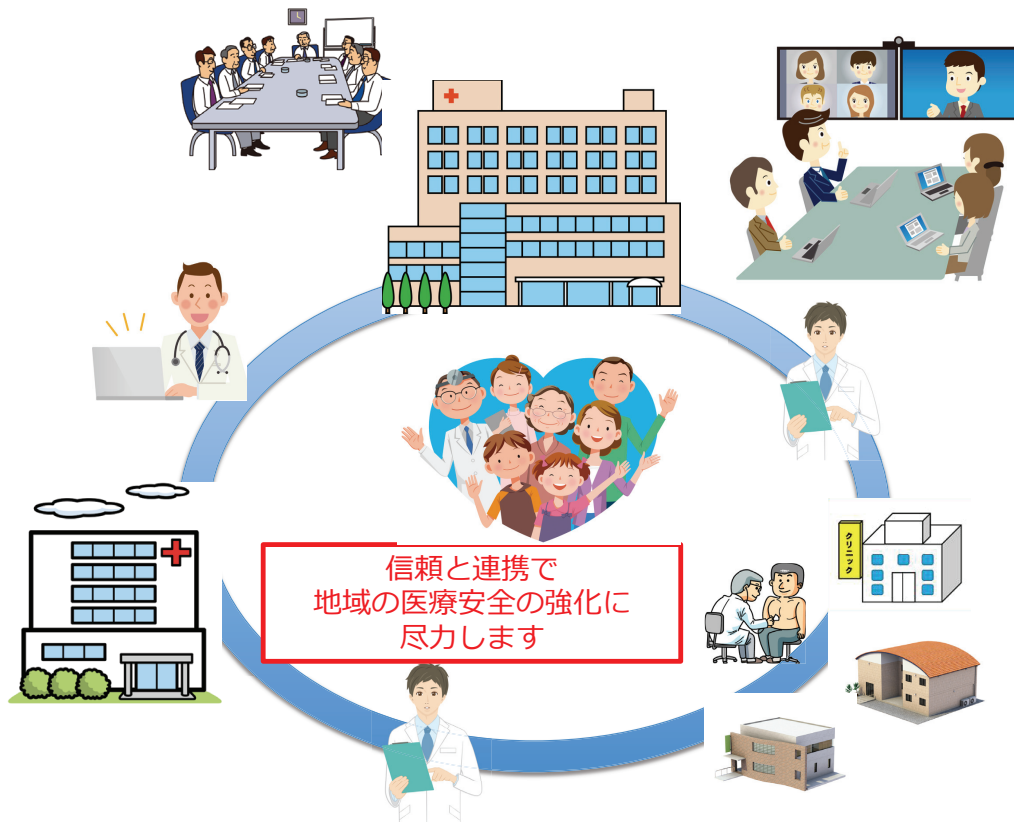 信頼と連携で
地域の医療安全の強化に
尽力します
クリニック